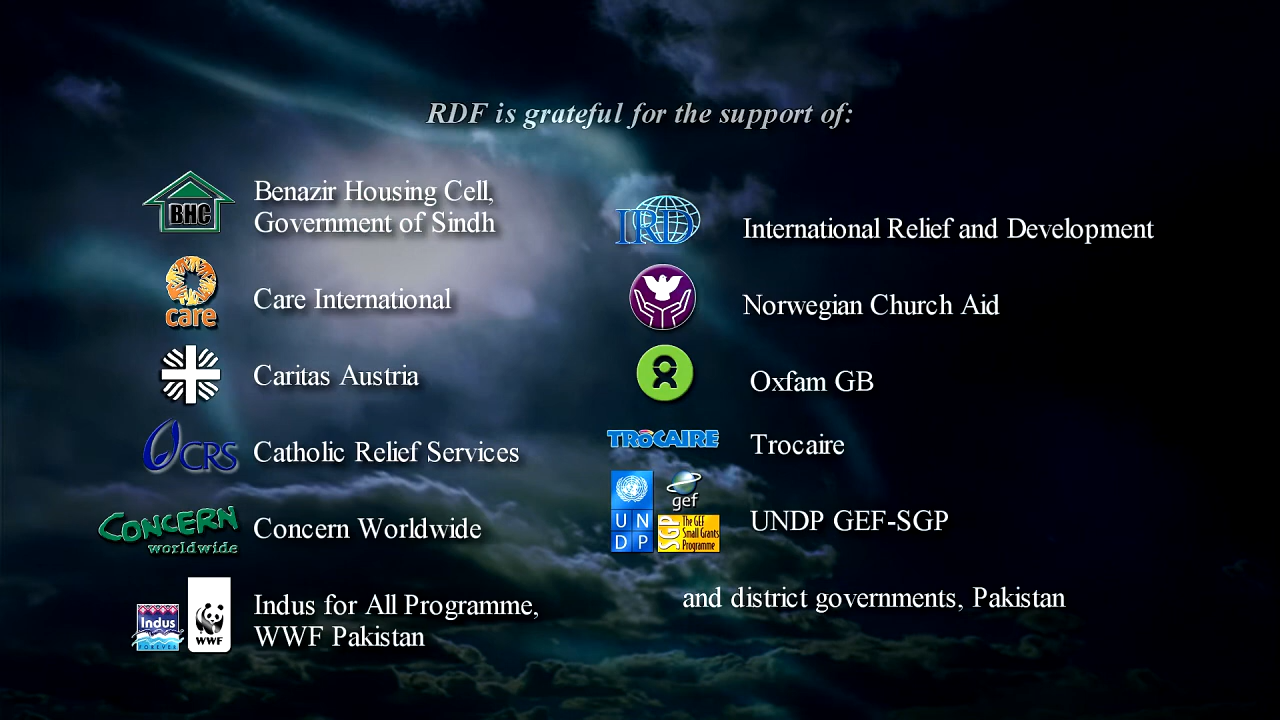 RDF is grateful for the support of:
BHC
Benazir Housing Cell,
Government of Sindh
care
Care International
Caritas Austria
CRS
Catholic Relief Services
CONCERN
worldwide
Concern Worldwide
Indus
FOREVER
WWF
Indus for All Programme,
WWF Pakistan
IRD
International Relief and Development
Norwegian Church Aid
Oxfam GB
TRÓCAIRE
Trocaire
U N
D P
gef
SGP
The GEF
Small Grants
Programme
UNDP GEF-SGP
and district governments, Pakistan